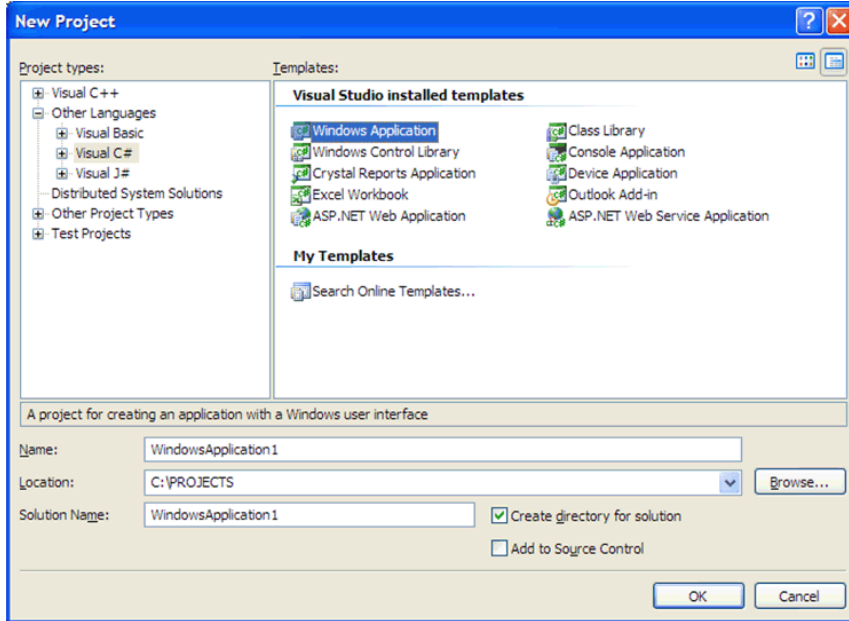 New Project
Project types:
Templates:
Visual C++
Other Languages
Visual Basic
Visual C#
Visual J#
Distributed System Solutions
Other Project Types
Test Projects
Visual Studio installed templates
Windows Application
Class Library
Windows Control Library
Console Application
Crystal Reports Application
Device Application
Excel Workbook
Outlook Add-in
ASP.NET Web Application
ASP.NET Web Service Application
My Templates
Search Online Templates...
A project for creating an application with a Windows user interface
Name:
WindowsApplication1
Location:
C:\PROJECTS
Browse...
Solution Name:
WindowsApplication1
Create directory for solution
Add to Source Control
OK
Cancel